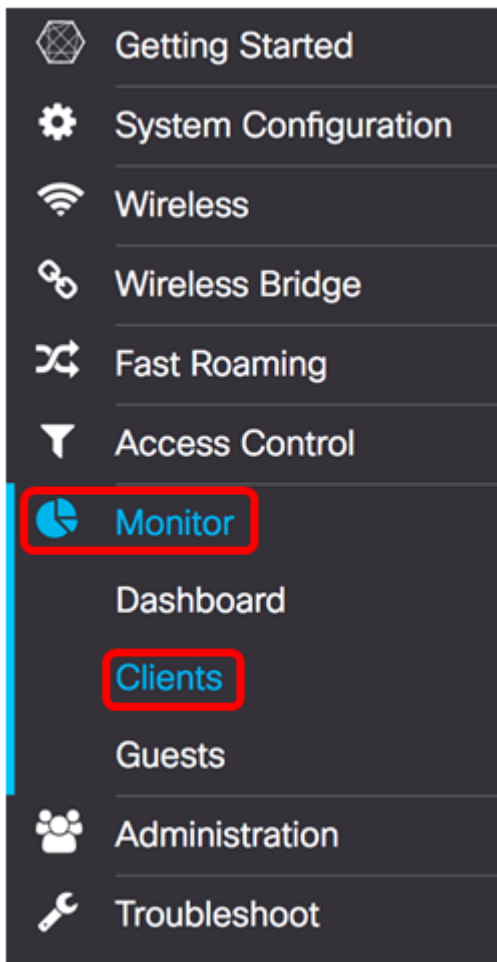 Getting Started
System Configuration
Wireless
Wireless Bridge
Fast Roaming
Access Control
Monitor
Dashboard
Clients
Guests
Administration
Troubleshoot